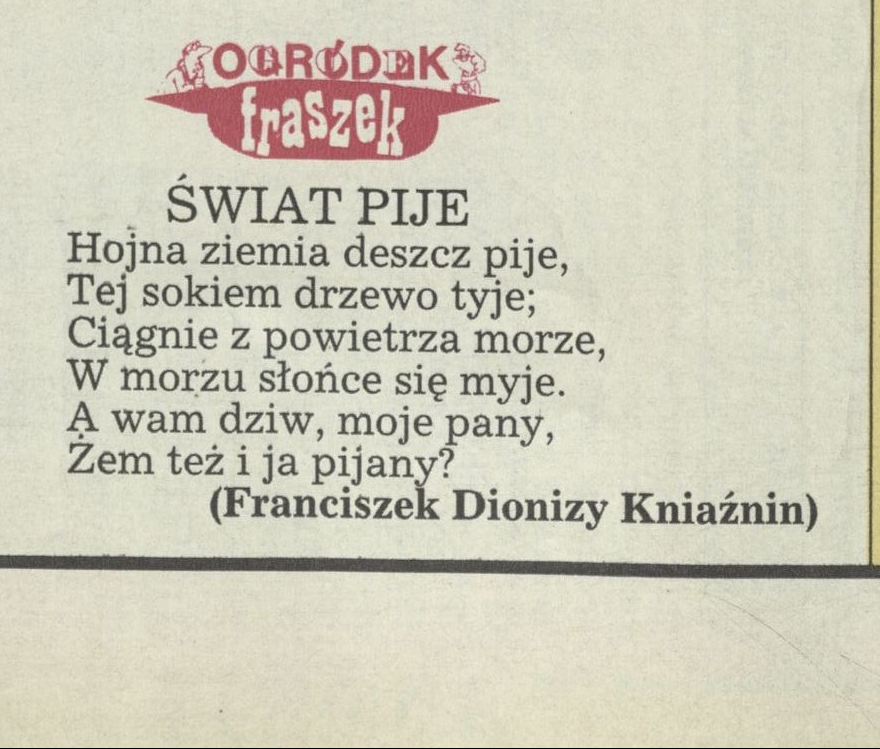 OGRÓDEK
fraszek
ŚWIAT PIJE
Hojna ziemia deszcz pije,
Tej sokiem drzewo tyje;
Ciągnie z powietrza morze,
W morzu słońce się myje.
A wam dziw, moje pany,
Żem też i ja pijany?
(Franciszek Dionizy Kniaźnin)